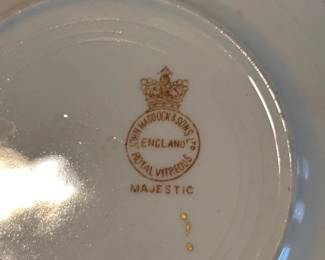 JOHN MADDOCK & SONS LTD
ENGLAND
ROYAL VITREOUS
MAJESTIC